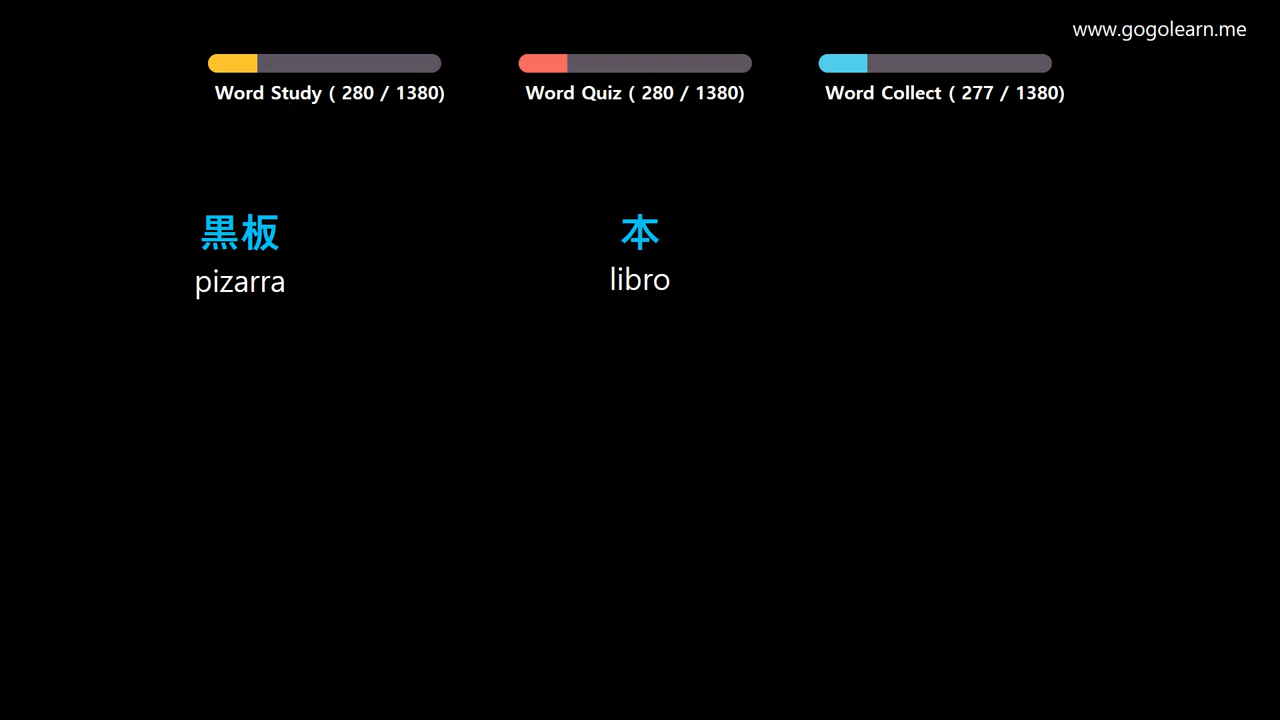 www.gogolearn.me
Word Study ( 280 / 1380)
Word Quiz ( 280 / 1380)
Word Collect ( 277 / 1380)
黒板
pizarra
本
libro